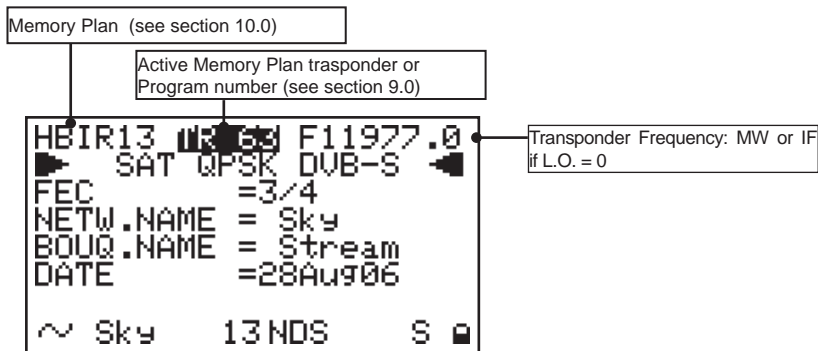 Memory Plan (see section 10.0)
Active Memory Plan trasponder or
Program number (see section 9.0)
HBIR13 TR 63 F11977.0
SAT QPSK DVB-S
FEC =3/4
NETW.NAME = Sky
BOUQ.NAME = Stream
DATE =28Aug06
~ Sky 13 NDS S
Transponder Frequency: MW or IF
if L.O. = 0